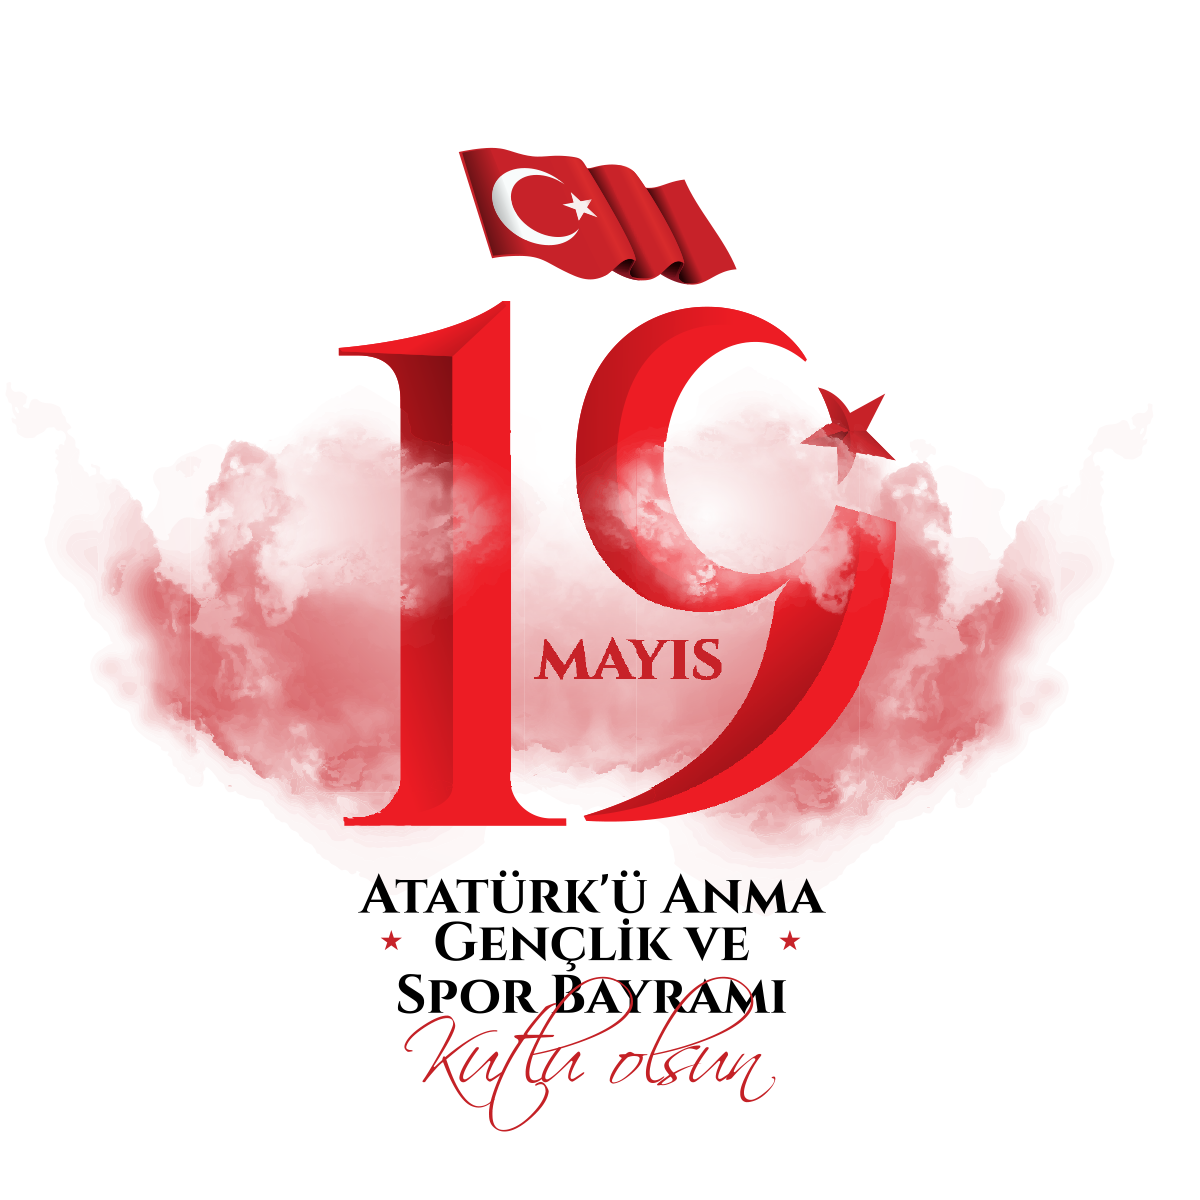 19
MAYIS
ATATÜRK'Ü ANMA
GENÇLİK VE
SPOR BAYRAMI
Kutlu olsun